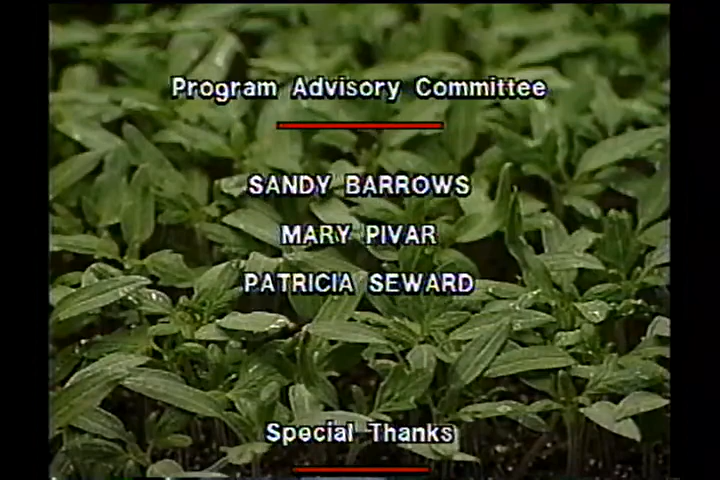 Program Advisory Committee
SANDY BARROWS
MARY PIVAR
PATRICIA SEWARD
Special Thanks